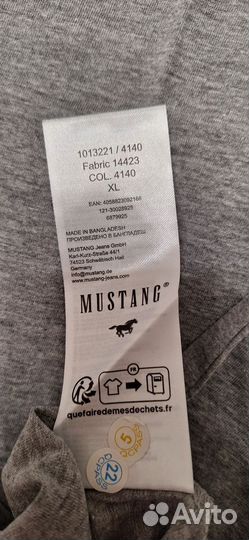 1013221 / 4140
Fabric 14423
COL. 4140
XL
EAN: 4058823092166
121-30028925
6879925
MADE IN BANGLADESH
ПРОИЗВЕДЕНО В БАНГЛАДЕШ
MUSTANG Jeans GmbH
Karl-Kurz-Straße 44/1
74523 Schwäbisch Hall
Germany
info@mustang.de
www.mustang-jeans.com
MUSTANG®
FR
quefairedemesdechets.fr
5
22
Avito